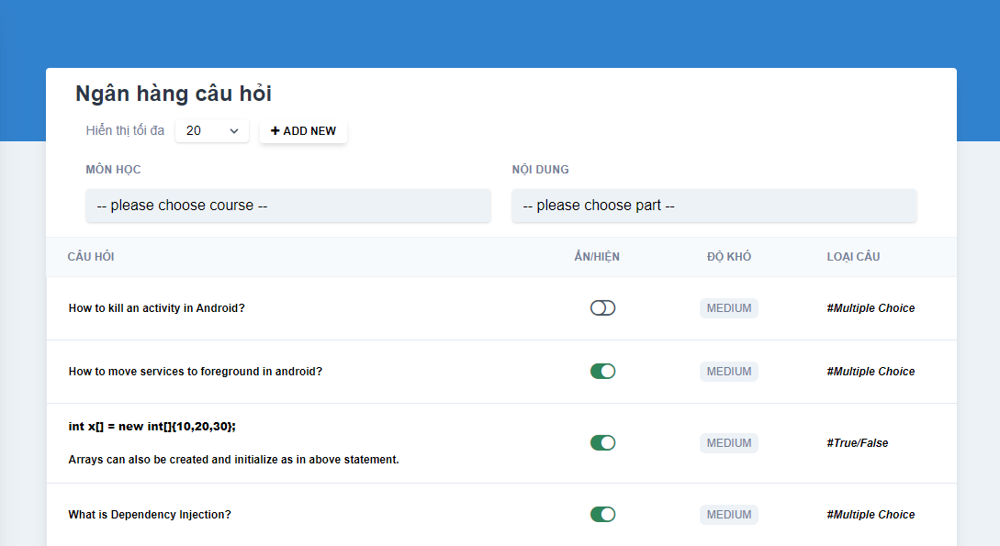 Ngân hàng câu hỏi
Hiển thị tối đa 20 + ADD NEW
MÔN HỌC NỘI DUNG
-- please choose course -- -- please choose part --
CÂU HỎI ẨN/HIỆN ĐỘ KHÓ LOẠI CÂU
How to kill an activity in Android? MEDIUM #Multiple Choice
How to move services to foreground in android? MEDIUM #Multiple Choice
int x[] = new int[]{10,20,30};
Arrays can also be created and initialize as in above statement. MEDIUM #True/False
What is Dependency Injection? MEDIUM #Multiple Choice